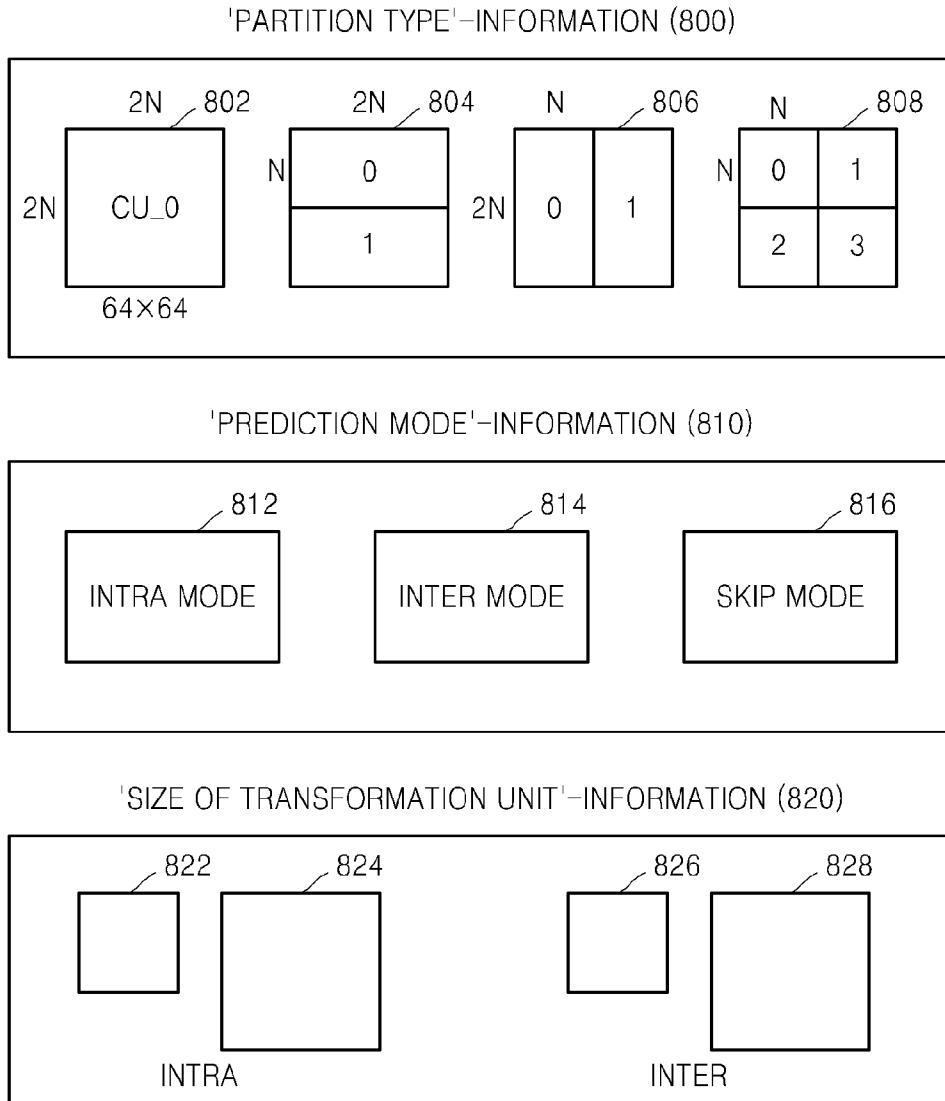 'PARTITION TYPE'-INFORMATION (800)
2N 802 2N 804 N 806 N 808
N 0 N 0 1
2N CU_0 2N 0 1
1 2 3
64×64
'PREDICTION MODE'-INFORMATION (810)
812 814 816
INTRA MODE INTER MODE SKIP MODE
'SIZE OF TRANSFORMATION UNIT'-INFORMATION (820)
822 824 826 828
INTRA INTER